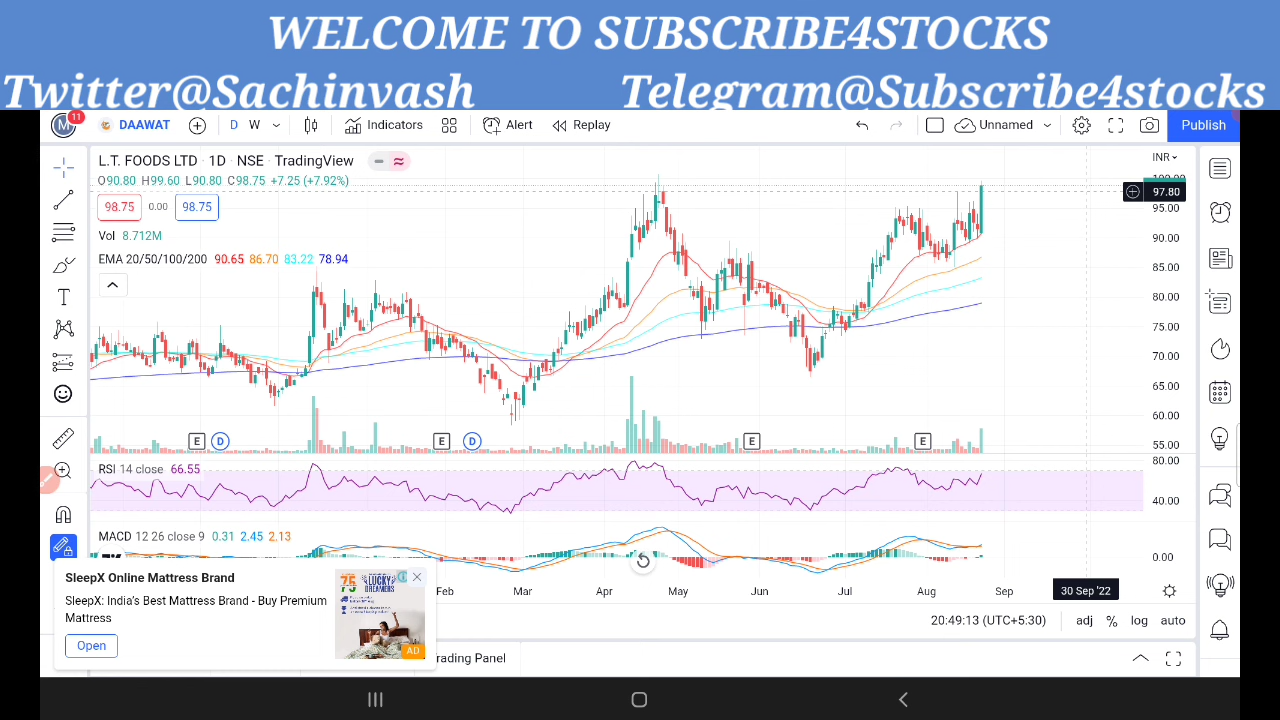 WELCOME TO SUBSCRIBE4STOCKS
Twitter@Sachinvash Telegram@Subscribe4stocks
M 11 DAAWAT D W Indicators Alert Replay Unnamed Publish
L.T. FOODS LTD · 1D · NSE · TradingView
INR
O90.80 H99.60 L90.80 C98.75 +7.25 (+7.92%)
100.00
97.80
98.75 0.00 98.75
95.00
Vol 8.712M
90.00
EMA 20/50/100/200 90.65 86.70 83.22 78.94
85.00
80.00
75.00
70.00
65.00
60.00
E D E D E E
55.00
80.00
RSI 14 close 66.55
40.00
MACD 12 26 close 9 0.31 2.45 2.13
0.00
Feb Mar Apr May Jun Jul Aug Sep 30 Sep '22
SleepX Online Mattress Brand
SleepX-India's Best Mattress Brand - Buy Premium
Mattress
Open
75 LUCKY
DREAMERS
AD
20:49:13 (UTC+5:30) adj % log auto
rading Panel